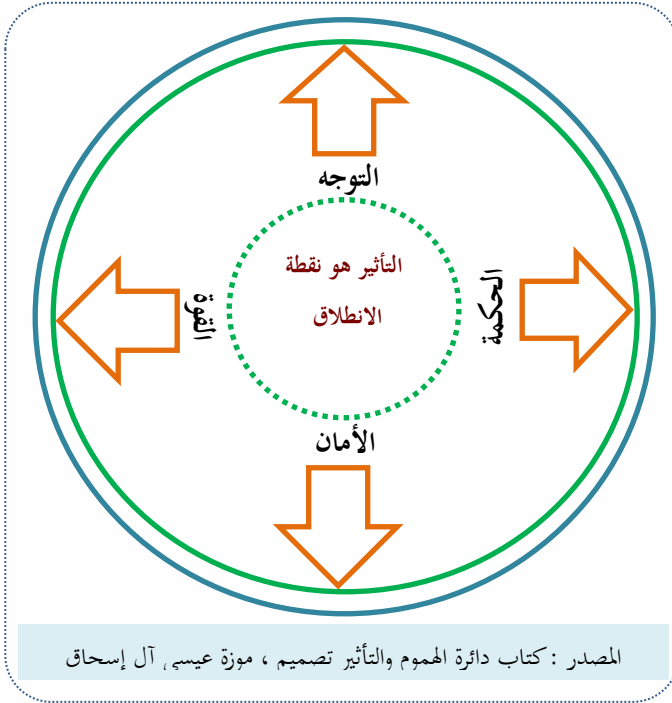 التوجه
التأثير هو نقطة
الانطلاق
الحكمة
القوة
الأمان
المصدر : كتاب دائرة الهموم والتأثير تصميم ، موزة عيسى آل إسحاق